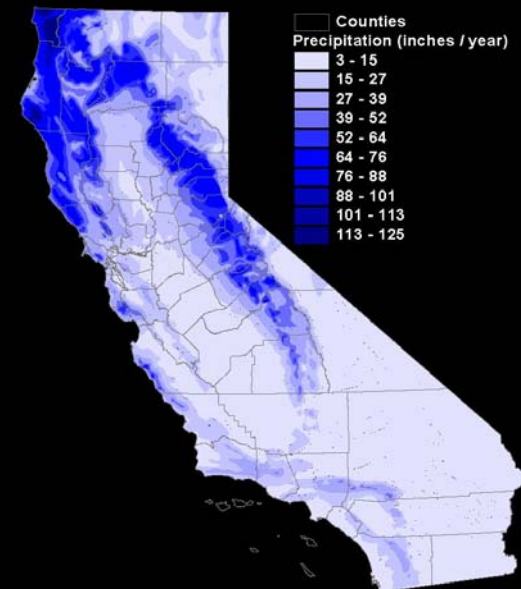 Counties
Precipitation (inches / year)
3 - 15
15 - 27
27 - 39
39 - 52
52 - 64
64 - 76
76 - 88
88 - 101
101 - 113
113 - 125